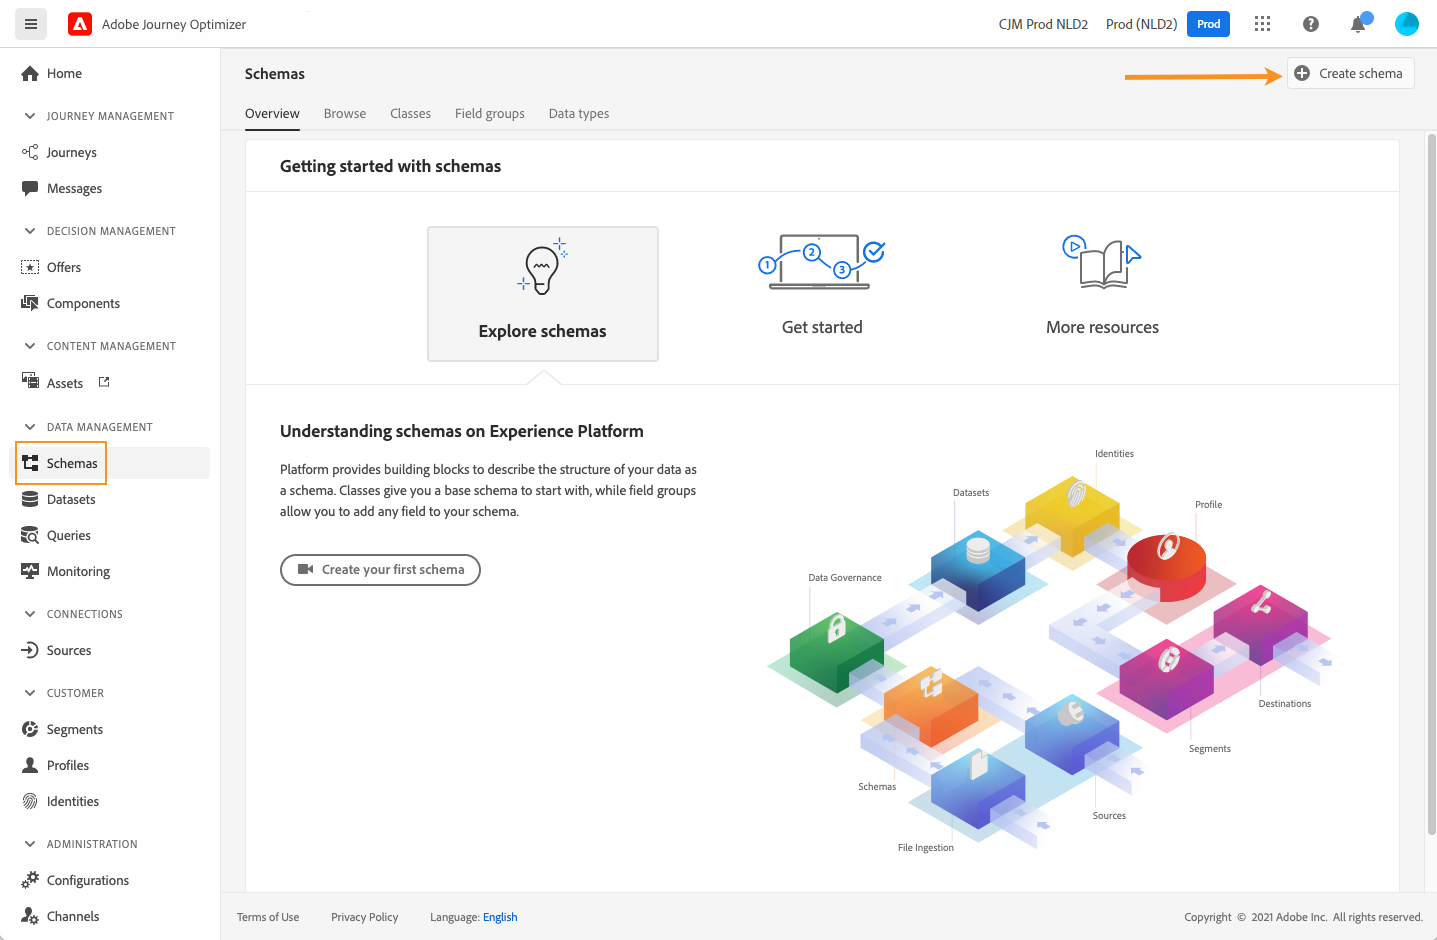 Adobe Journey Optimizer
CJM Prod NLD2 Prod (NLD2) Prod
Home
JOURNEY MANAGEMENT
Journeys
Messages
DECISION MANAGEMENT
Offers
Components
CONTENT MANAGEMENT
Assets
DATA MANAGEMENT
Schemas
Datasets
Queries
Monitoring
CONNECTIONS
Sources
CUSTOMER
Segments
Profiles
Identities
ADMINISTRATION
Configurations
Channels
Schemas
Create schema
Overview Browse Classes Field groups Data types
Getting started with schemas
Explore schemas
1 2 3
Get started
More resources
Understanding schemas on Experience Platform
Platform provides building blocks to describe the structure of your data as
a schema. Classes give you a base schema to start with, while field groups
allow you to add any field to your schema.
Create your first schema
Identities
Datasets
Profile
Data Governance
Destinations
Segments
Schemas
Sources
File Ingestion
Terms of Use Privacy Policy Language: English
Copyright © 2021 Adobe Inc. All rights reserved.